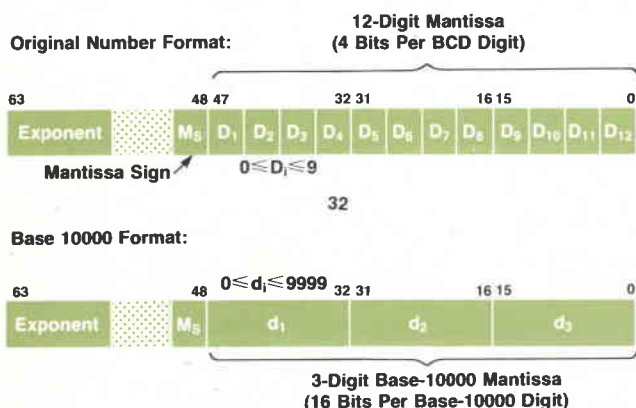 12-Digit Mantissa
Original Number Format: (4 Bits Per BCD Digit)
63 48 47 32 31 16 15 0
Exponent Mₛ D₁ D₂ D₃ D₄ D₅ D₆ D₇ D₈ D₉ D₁₀ D₁₁ D₁₂
Mantissa Sign 0≤Dᵢ≤9
32
Base 10000 Format:
63 48 0≤dᵢ≤9999 32 31 16 15 0
Exponent Mₛ d₁ d₂ d₃
3-Digit Base-10000 Mantissa
(16 Bits Per Base-10000 Digit)